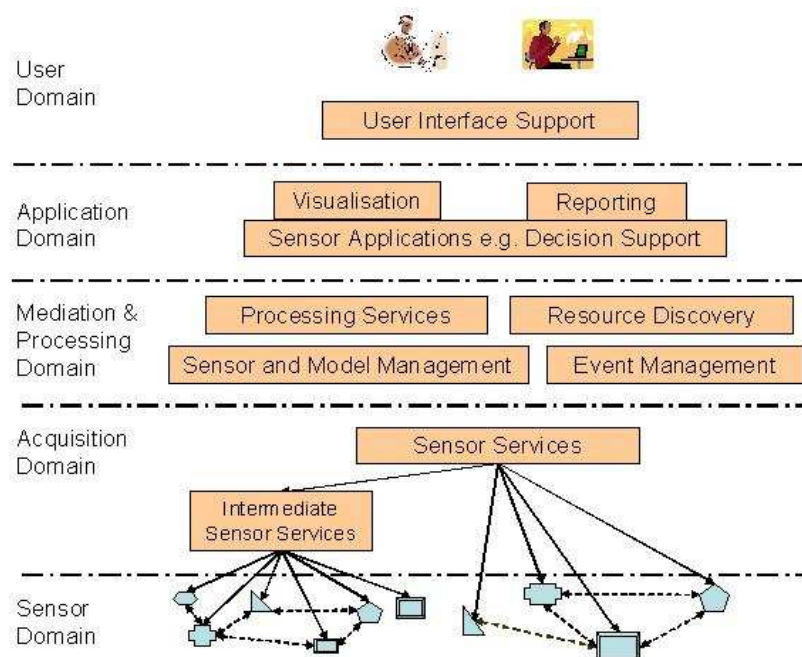 User
Domain
User Interface Support
Application
Domain
Visualisation
Reporting
Sensor Applications e.g. Decision Support
Mediation &
Processing
Domain
Processing Services
Resource Discovery
Sensor and Model Management
Event Management
Acquisition
Domain
Sensor Services
Intermediate
Sensor Services
Sensor
Domain